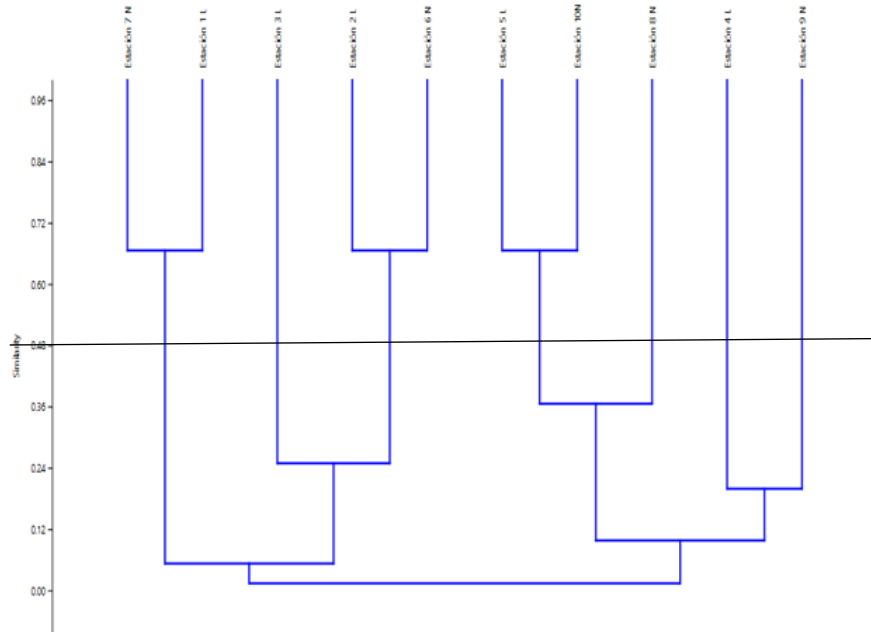 Estación 7 N
Estación 1 L
Estación 3 L
Estación 2 L
Estación 6 N
Estación 5 L
Estación 10N
Estación 8 N
Estación 4 L
Estación 9 N
0.96
0.84
0.72
0.60
0.48
0.36
0.24
0.12
0.00
Similarity